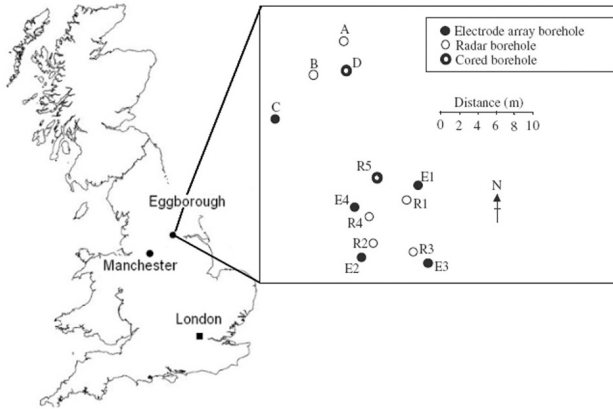 Eggborough
Manchester
London
Electrode array borehole
Radar borehole
Cored borehole
Distance (m)
0 2 4 6 8 10
N
A
B
D
C
R5
E1
E4
R1
R4
R2
R3
E2
E3